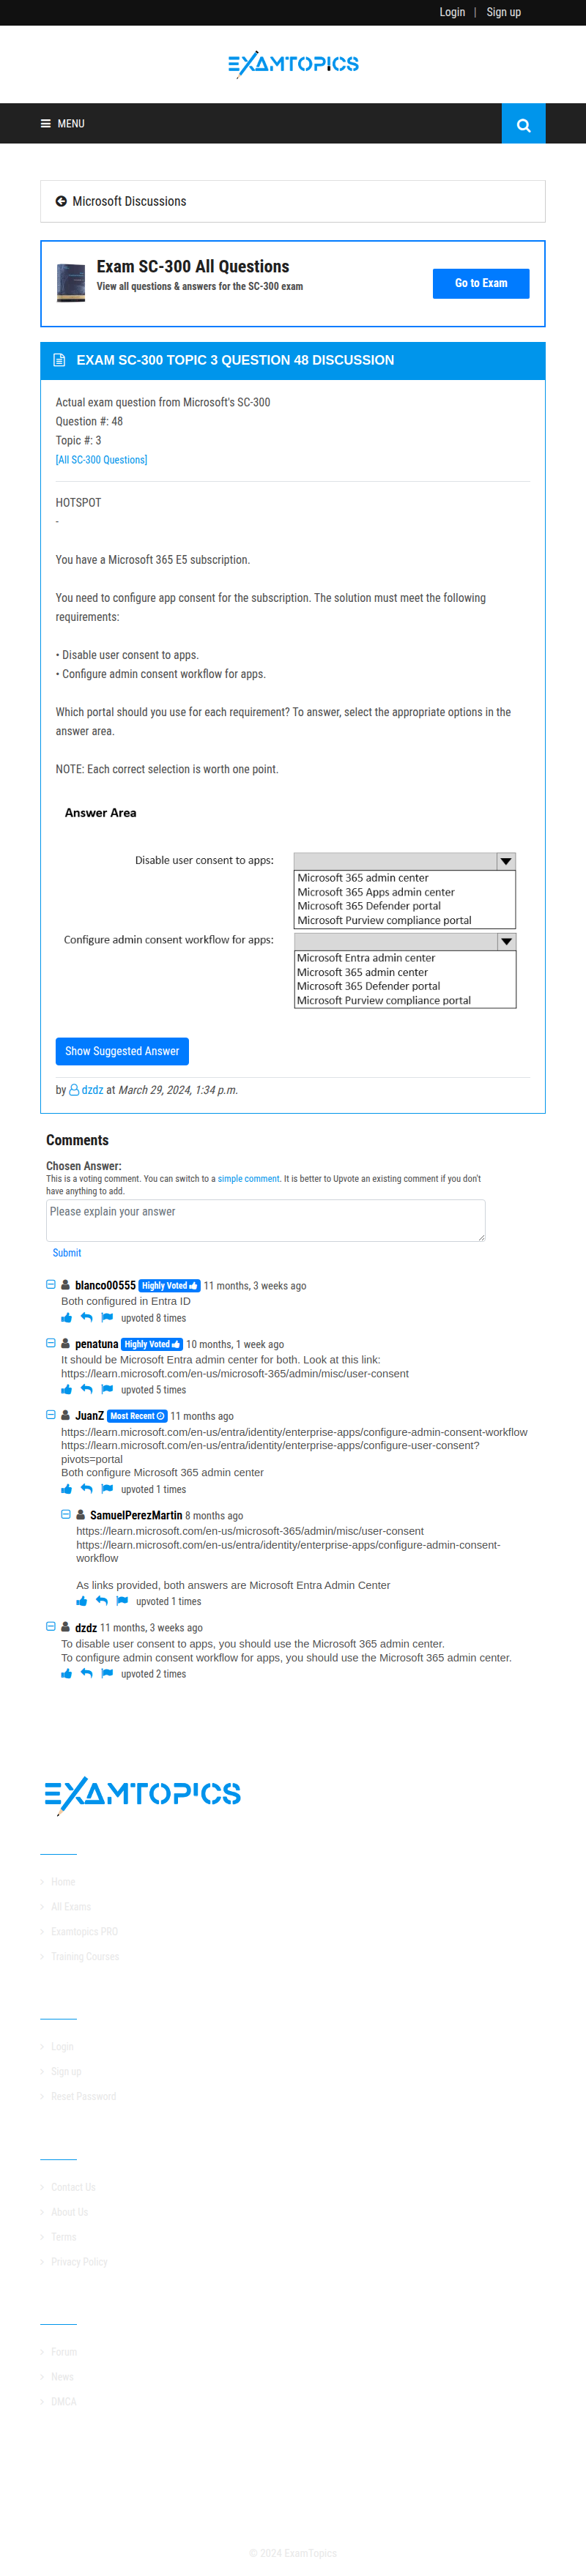 Login | Sign up
EXAMTOPICS
MENU
Microsoft Discussions
Exam SC-300 All Questions
View all questions & answers for the SC-300 exam
Go to Exam
EXAM SC-300 TOPIC 3 QUESTION 48 DISCUSSION
Actual exam question from Microsoft's SC-300
Question #: 48
Topic #: 3
[All SC-300 Questions]
HOTSPOT
-
You have a Microsoft 365 E5 subscription.
You need to configure app consent for the subscription. The solution must meet the following
requirements:
• Disable user consent to apps.
• Configure admin consent workflow for apps.
Which portal should you use for each requirement? To answer, select the appropriate options in the
answer area.
NOTE: Each correct selection is worth one point.
Answer Area
Disable user consent to apps:
Microsoft 365 admin center
Microsoft 365 Apps admin center
Microsoft 365 Defender portal
Microsoft Purview compliance portal
Configure admin consent workflow for apps:
Microsoft Entra admin center
Microsoft 365 admin center
Microsoft 365 Defender portal
Microsoft Purview compliance portal
Show Suggested Answer
by dzdz at March 29, 2024, 1:34 p.m.
Comments
Chosen Answer:
This is a voting comment. You can switch to a simple comment. It is better to Upvote an existing comment if you don't
have anything to add.
Please explain your answer
Submit
blanco00555 Highly Voted 11 months, 3 weeks ago
Both configured in Entra ID
upvoted 8 times
penatuna Highly Voted 10 months, 1 week ago
It should be Microsoft Entra admin center for both. Look at this link:
https://learn.microsoft.com/en-us/microsoft-365/admin/misc/user-consent
upvoted 5 times
JuanZ Most Recent 11 months ago
https://learn.microsoft.com/en-us/entra/identity/enterprise-apps/configure-admin-consent-workflow
https://learn.microsoft.com/en-us/entra/identity/enterprise-apps/configure-user-consent?
pivots=portal
Both configure Microsoft 365 admin center
upvoted 1 times
SamuelPerezMartin 8 months ago
https://learn.microsoft.com/en-us/microsoft-365/admin/misc/user-consent
https://learn.microsoft.com/en-us/entra/identity/enterprise-apps/configure-admin-consent-
workflow
As links provided, both answers are Microsoft Entra Admin Center
upvoted 1 times
dzdz 11 months, 3 weeks ago
To disable user consent to apps, you should use the Microsoft 365 admin center.
To configure admin consent workflow for apps, you should use the Microsoft 365 admin center.
upvoted 2 times
EXAMTOPICS
Home
All Exams
Examtopics PRO
Training Courses
Login
Sign up
Reset Password
Contact Us
About Us
Terms
Privacy Policy
Forum
News
DMCA
© 2024 ExamTopics